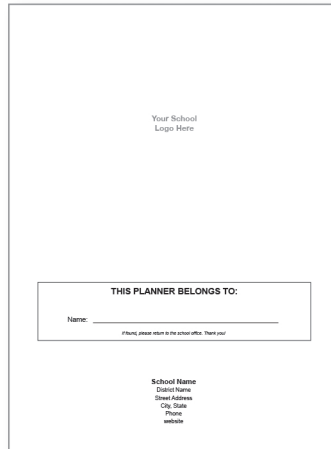 Your School
Logo Here
THIS PLANNER BELONGS TO:
Name:
If found, please return to the school office. Thank you!
School Name
District Name
Street Address
City, State
Phone
website